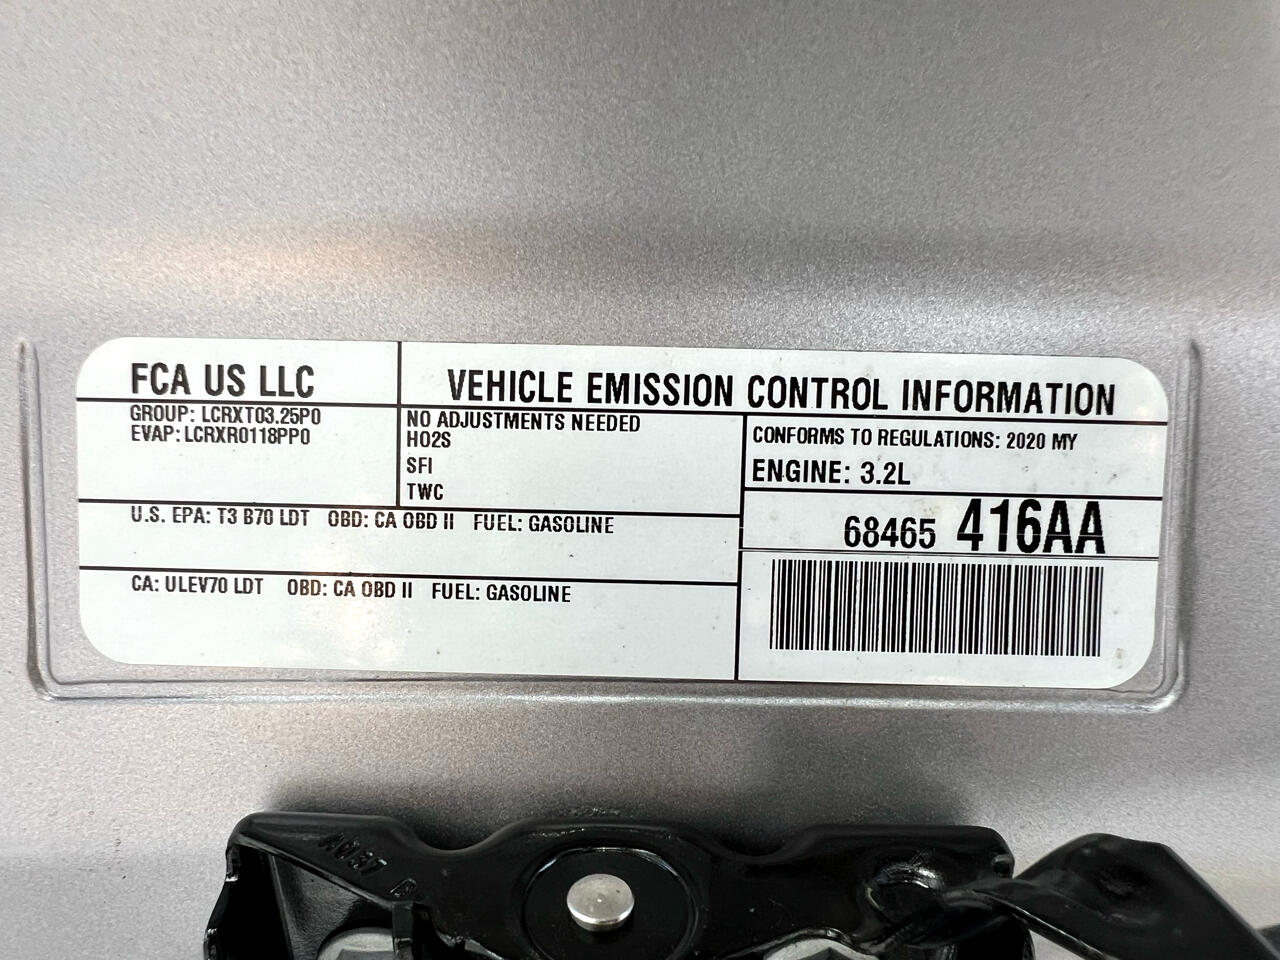 FCA US LLC
VEHICLE EMISSION CONTROL INFORMATION
GROUP: LCRXT03.25P0
EVAP: LCRXR0118PP0
NO ADJUSTMENTS NEEDED
HO2S
SFI
TWC
CONFORMS TO REGULATIONS: 2020 MY
ENGINE: 3.2L
68465 416AA
U.S. EPA: T3 B70 LDT OBD: CA OBD II FUEL: GASOLINE
CA: ULEV70 LDT OBD: CA OBD II FUEL: GASOLINE